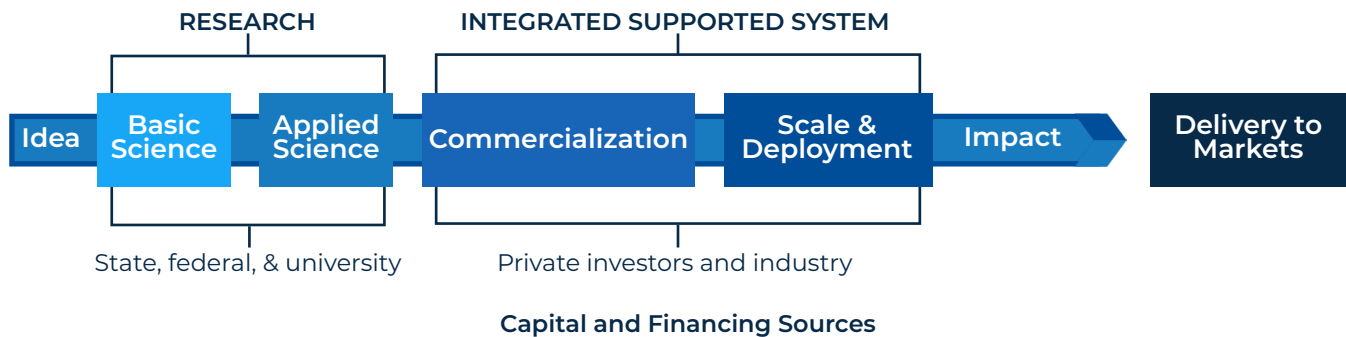 RESEARCH
INTEGRATED SUPPORTED SYSTEM
Idea
Basic
Science
Applied
Science
Commercialization
Scale &
Deployment
Impact
Delivery to
Markets
State, federal, & university
Private investors and industry
Capital and Financing Sources